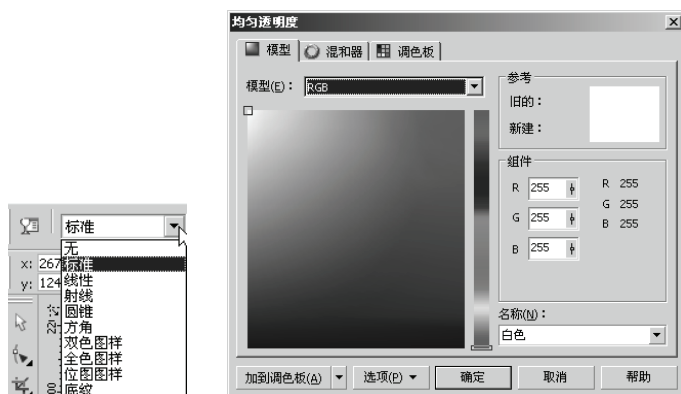 标准
无
x: 267 标准
y: 124 线性
射线
圆锥
方角
双色图样
全色图样
位图图样
底纹
均匀透明度
模型 混和器 调色板
模型(E): RGB
参考
旧的:
新建:
组件
R 255 R 255
G 255 G 255
B 255 B 255
名称(N):
白色
加到调色板(A) 选项(P) 确定 取消 帮助